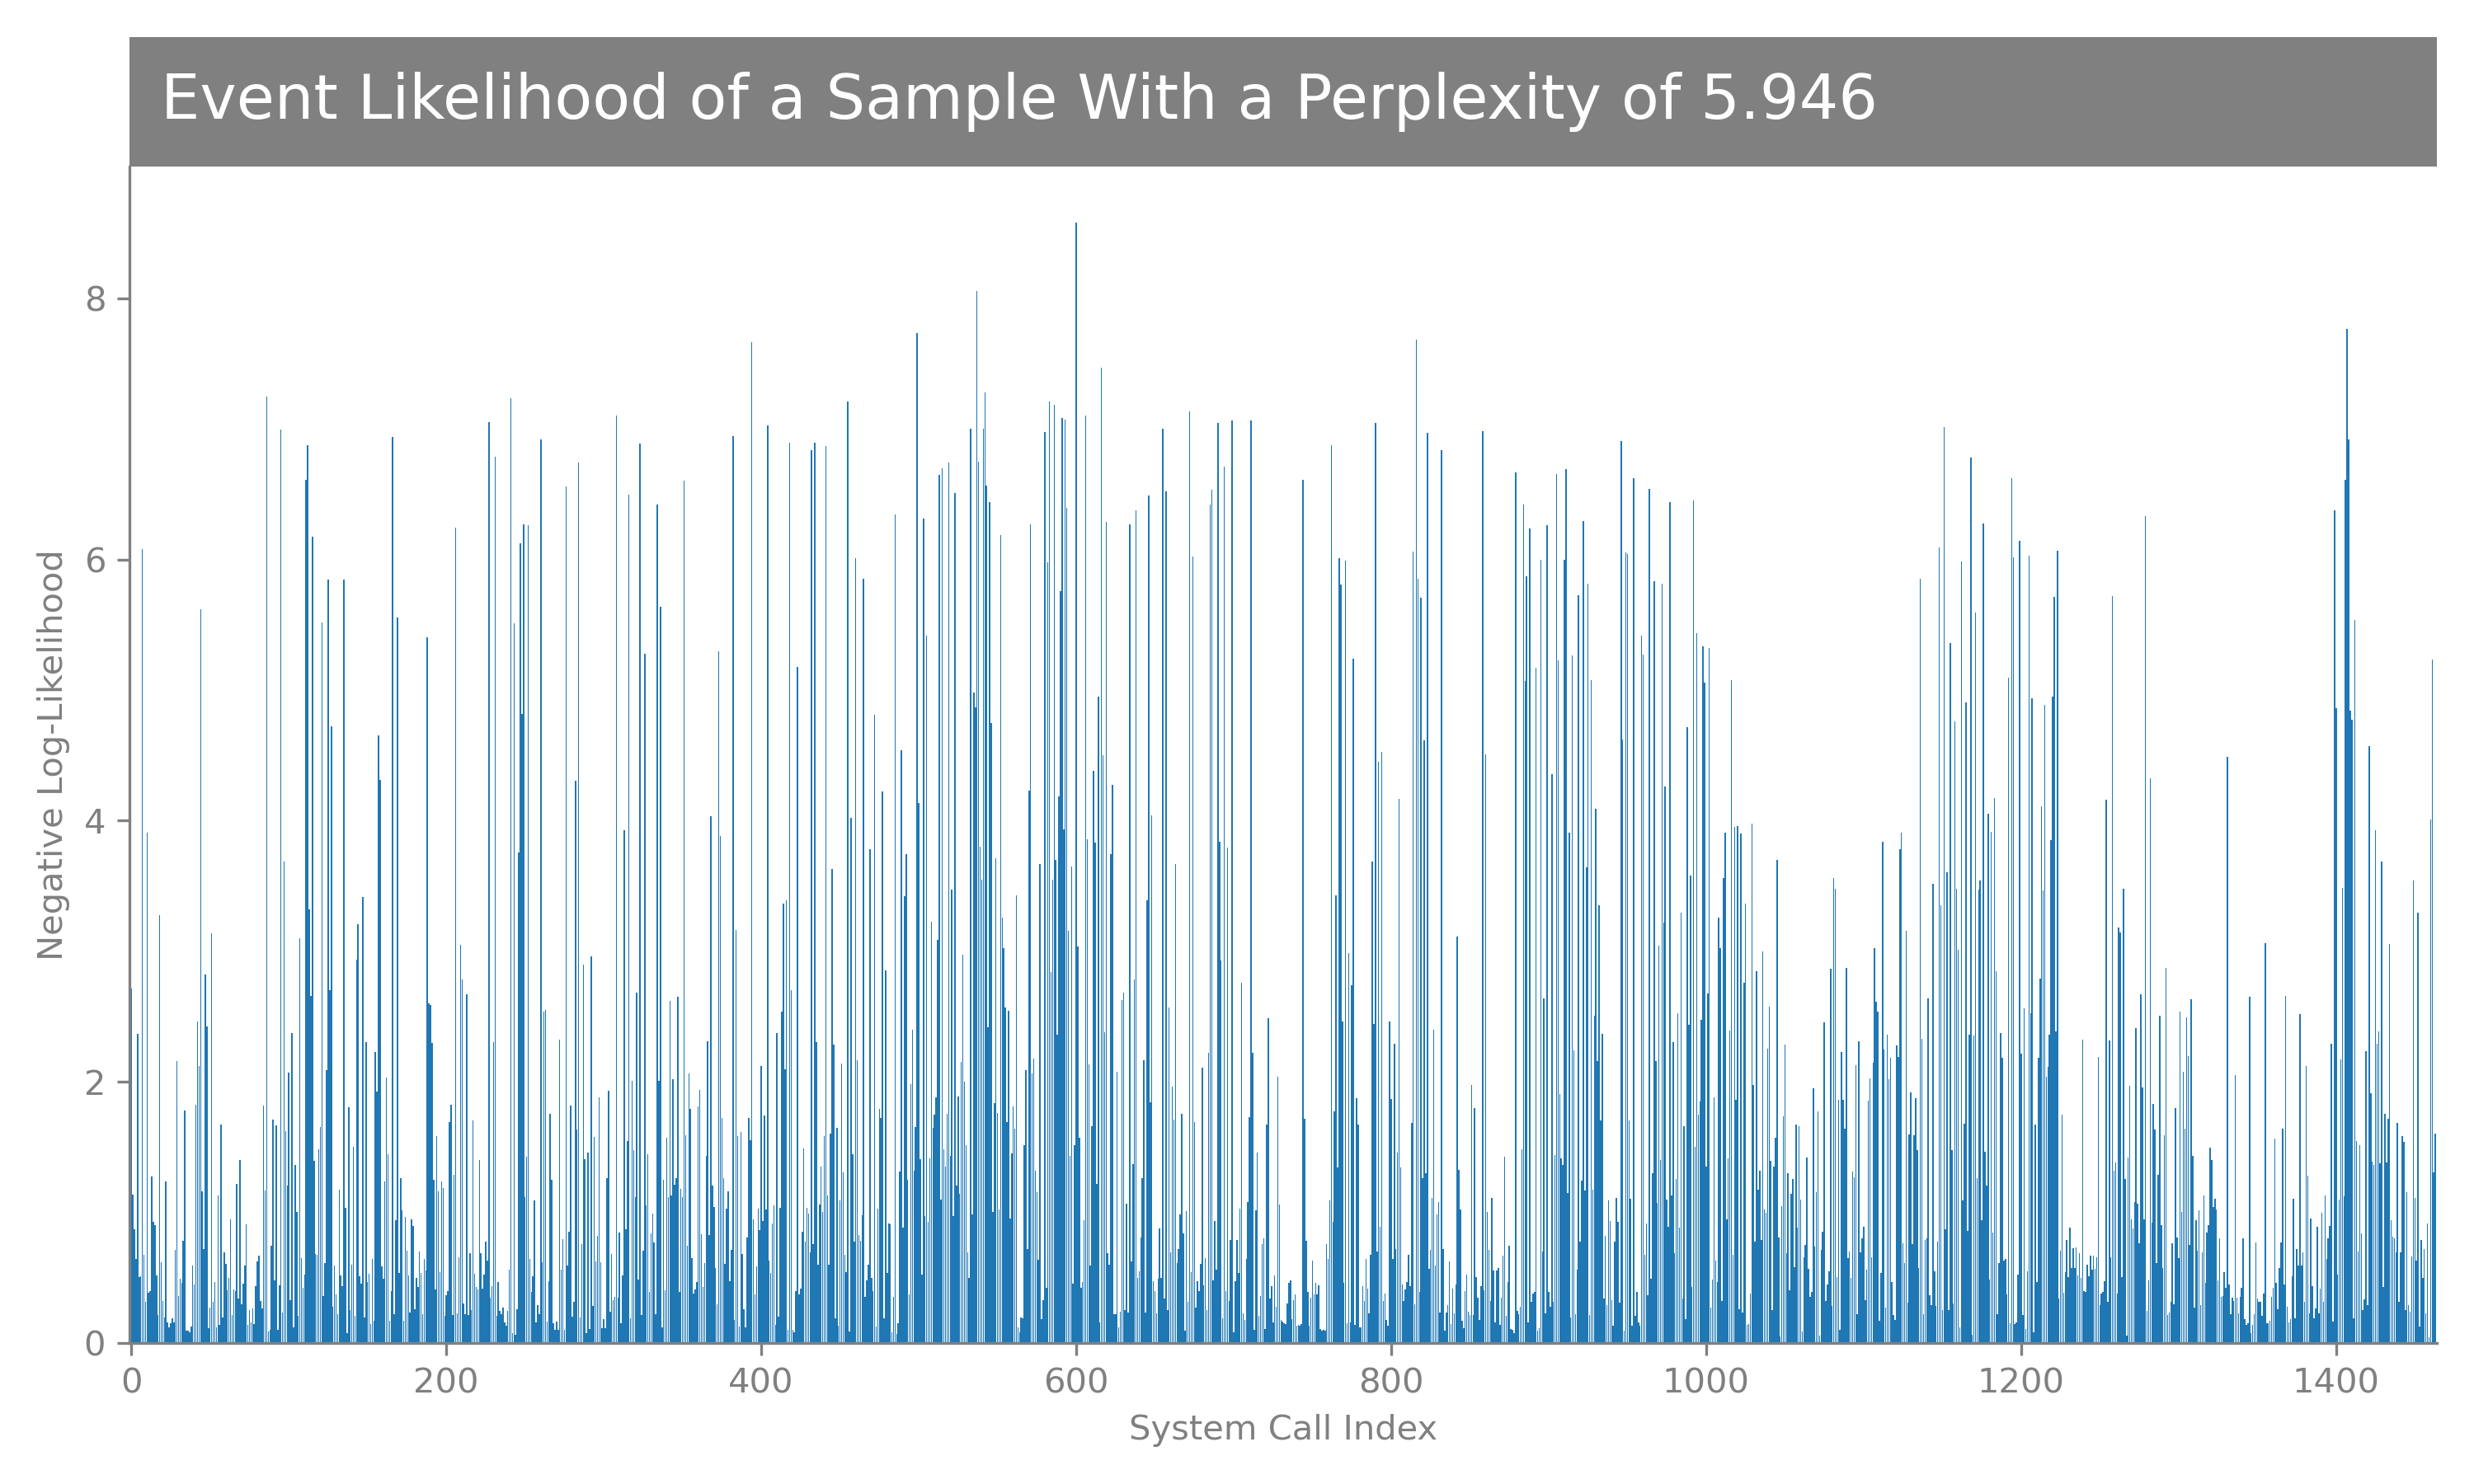 Event Likelihood of a Sample With a Perplexity of 5.946
8
6
4
2
0
Negative Log-Likelihood
0 200 400 600 800 1000 1200 1400
System Call Index